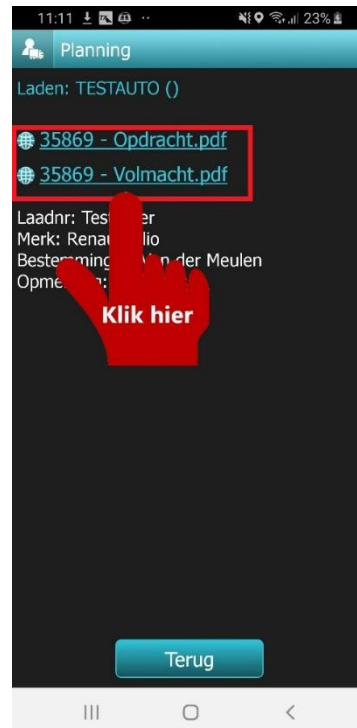 11:11
23%
Planning
Laden: TESTAUTO ()
35869 - Opdracht.pdf
35869 - Volmacht.pdf
Laadnr:
Merk:
der Meulen
Klik hier
Terug